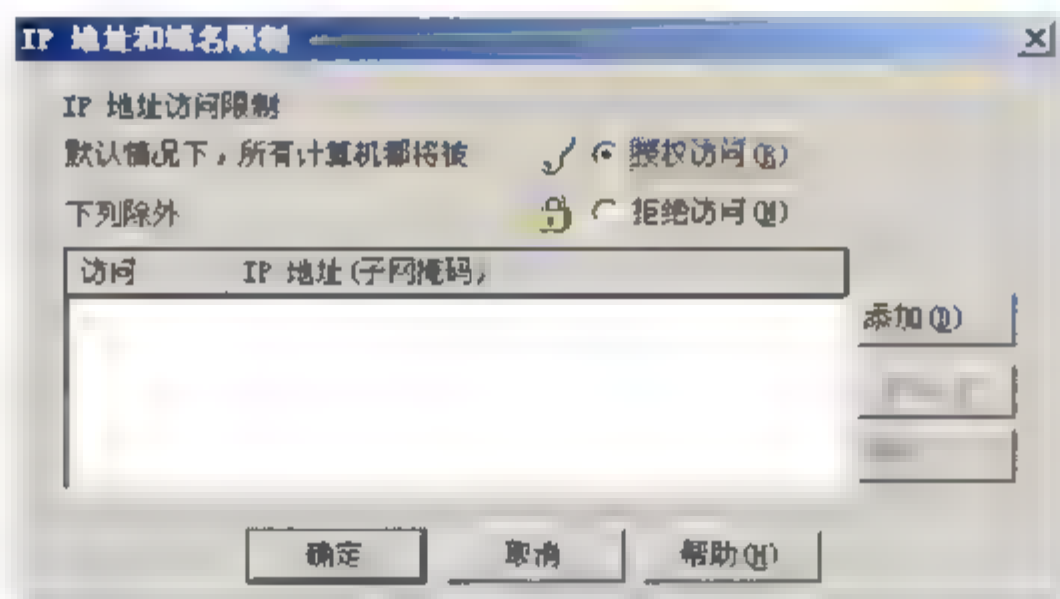 IP 地址和域名限制
IP 地址访问限制
默认情况下，所有计算机都将被
授权访问(R)
下列除外
拒绝访问(N)
访问 IP 地址(子网掩码)
添加(D)
确定 取消 帮助(H)